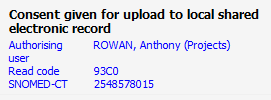 Consent given for upload to local shared
electronic record
Authorising ROWAN, Anthony (Projects)
user
Read code 93C0
SNOMED-CT 2548578015